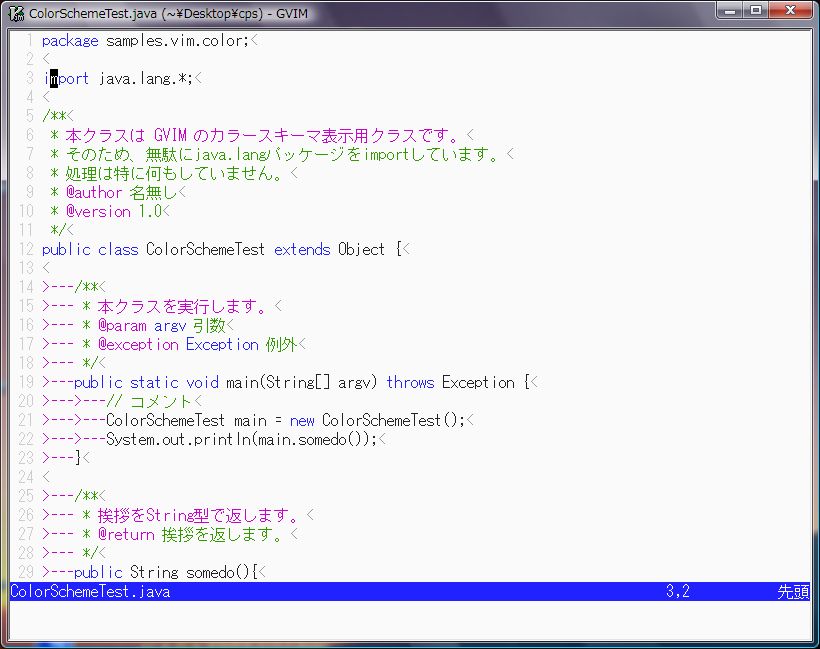 ColorSchemeTest.java (~¥Desktop¥cps) - GVIM
1 package samples.vim.color;<
2 <
3 import java.lang.*;<
4 <
5 /**<
6  * 本クラスは GVIM のカラースキーマ表示用クラスです。<
7  * そのため、無駄にjava.langパッケージをimportしています。<
8  * 処理は特に何もしていません。<
9  * @author 名無し<
10  * @version 1.0<
11  */<
12 public class ColorSchemeTest extends Object {<
13 <
14 >---/**<
15 >--- * 本クラスを実行します。<
16 >--- * @param argv 引数<
17 >--- * @exception Exception 例外<
18 >--- */<
19 >---public static void main(String[] argv) throws Exception {<
20 >--->---// コメント<
21 >--->---ColorSchemeTest main = new ColorSchemeTest();<
22 >--->---System.out.println(main.somedo());<
23 >---}<
24 <
25 >---/**<
26 >--- * 挨拶をString型で返します。<
27 >--- * @return 挨拶を返します。<
28 >--- */<
29 >---public String somedo(){<
ColorSchemeTest.java 3,2 先頭